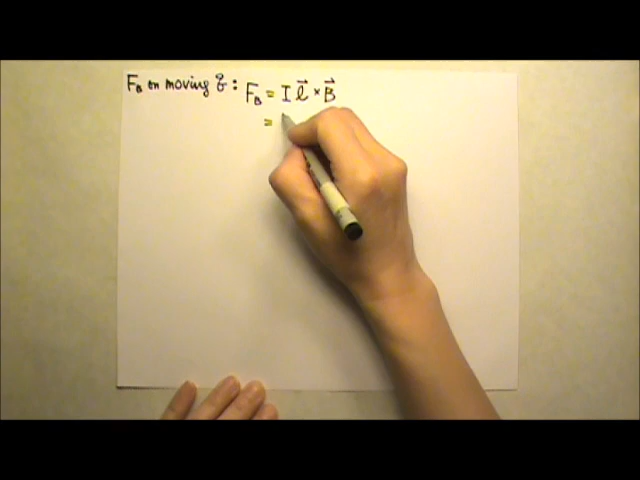 F_B on moving q : F_B = I l⃗ × B⃗
=